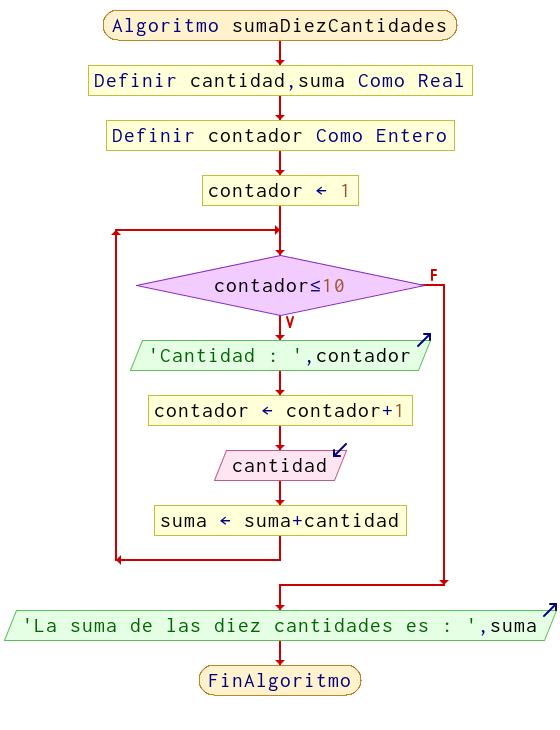 Algoritmo sumaDiezCantidades
Definir cantidad,suma Como Real
Definir contador Como Entero
contador ← 1
contador≤10
F
V
'Cantidad : ',contador
contador ← contador+1
cantidad
suma ← suma+cantidad
'La suma de las diez cantidades es : ',suma
FinAlgoritmo